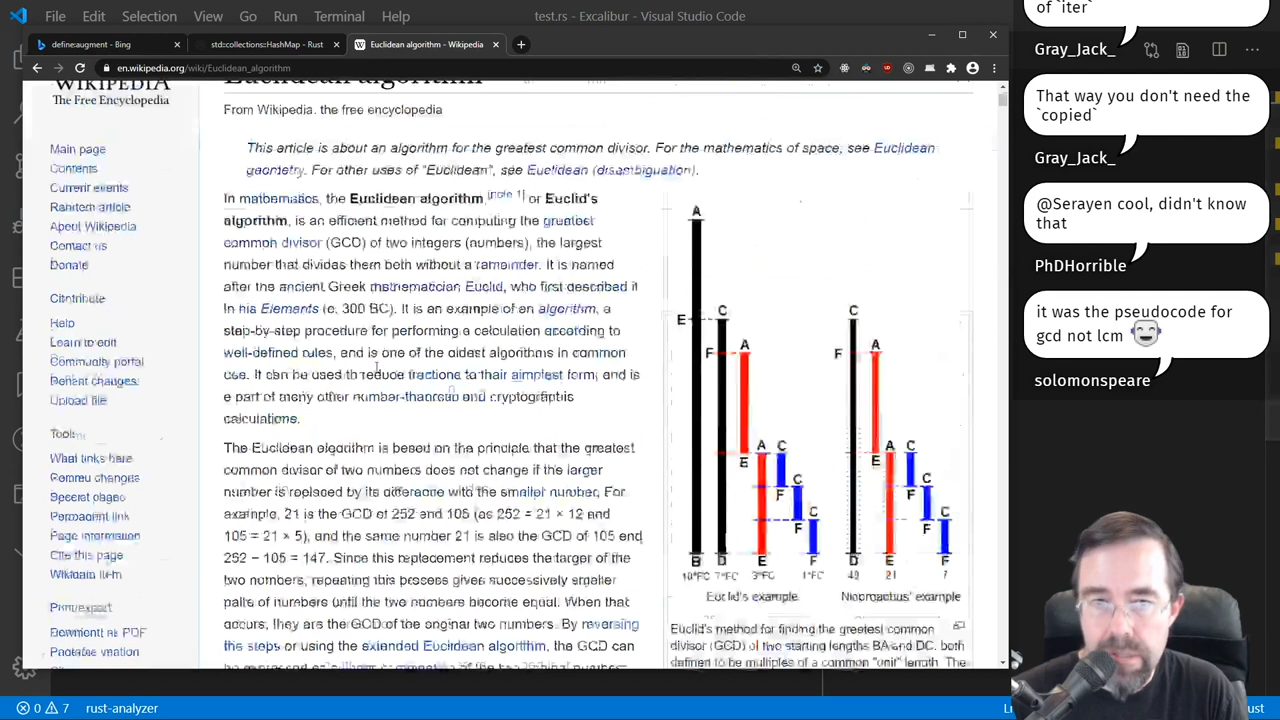 File Edit Selection View Go Run Terminal Help
test.rs - Excalibur - Visual Studio Code
define:augment - Bing
std::collections::HashMap - Rust
Euclidean algorithm - Wikipedia
en.wikipedia.org/wiki/Euclidean_algorithm
WIKIPEDIA
The Free Encyclopedia
Main page
Contents
Current events
Random article
About Wikipedia
Contact us
Donate
Contribute
Help
Learn to edit
Community portal
Recent changes
Upload file
Tools
What links here
Special pages
Permanent link
Page information
Cite this page
Download as PDF
Euclidean algorithm
From Wikipedia, the free encyclopedia
This article is about an algorithm for the greatest common divisor. For the mathematics of space, see Euclidean
geometry. For other uses of "Euclidean", see Euclidean (disambiguation).
In mathematics, the Euclidean algorithm,[note 1] or Euclid's
algorithm, is an efficient method for computing the greatest
common divisor (GCD) of two integers (numbers), the largest
number that divides them both without a remainder. It is named
after the ancient Greek mathematician Euclid, who first described it
in his Elements (c. 300 BC). It is an example of an algorithm, a
step-by-step procedure for performing a calculation according to
well-defined rules, and is one of the oldest algorithms in common
use. It can be used to reduce fractions to their simplest form, and is
a part of many other number-theoretic and cryptographic
calculations.
The Euclidean algorithm is based on the principle that the greatest
common divisor of two numbers does not change if the larger
number is replaced by its difference with the smaller number. For
example, 21 is the GCD of 252 and 105 (as 252 = 21 × 12 and
105 = 21 × 5), and the same number 21 is also the GCD of 105 and
252 − 105 = 147. Since this replacement reduces the larger of the
two numbers, repeating this process gives successively smaller
pairs of numbers until the two numbers become equal. When that
occurs, they are the GCD of the original two numbers. By reversing
the steps or using the extended Euclidean algorithm, the GCD can
A
E C C
F A F A
A C A C
E F C E F C
F F
B D E F D E F
49 21 7
Euclid's example Nicomachus' example
Euclid's method for finding the greatest common
divisor (GCD) of two starting lengths BA and DC, both
defined to be multiples of a common "unit" length. The
of `iter`
Gray_Jack_
That way you don't need the
`copied`
Gray_Jack_
@Serayen cool, didn't know
that
PhDHorrible
it was the pseudocode for
gcd not lcm
solomonspeare
0 7 rust-analyzer